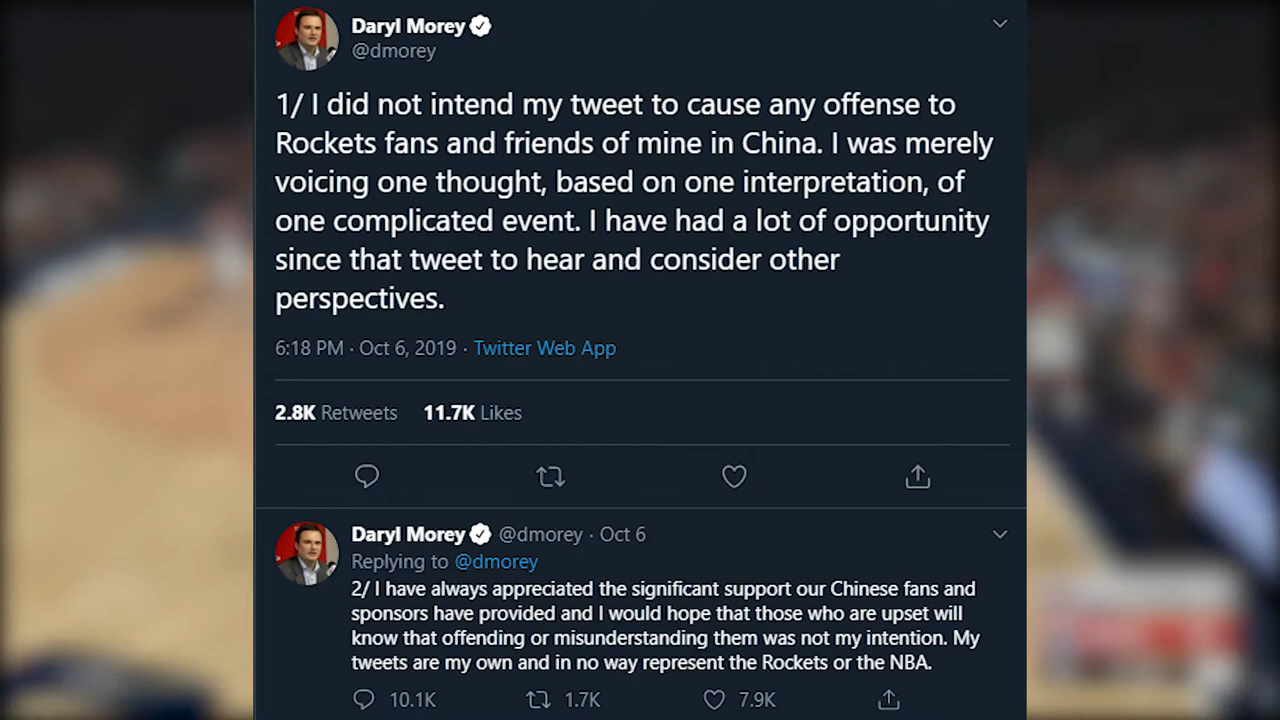 Daryl Morey
@dmorey
1/ I did not intend my tweet to cause any offense to
Rockets fans and friends of mine in China. I was merely
voicing one thought, based on one interpretation, of
one complicated event. I have had a lot of opportunity
since that tweet to hear and consider other
perspectives.
6:18 PM · Oct 6, 2019 · Twitter Web App
2.8K Retweets 11.7K Likes
Daryl Morey @dmorey · Oct 6
Replying to @dmorey
2/ I have always appreciated the significant support our Chinese fans and
sponsors have provided and I would hope that those who are upset will
know that offending or misunderstanding them was not my intention. My
tweets are my own and in no way represent the Rockets or the NBA.
10.1K 1.7K 7.9K